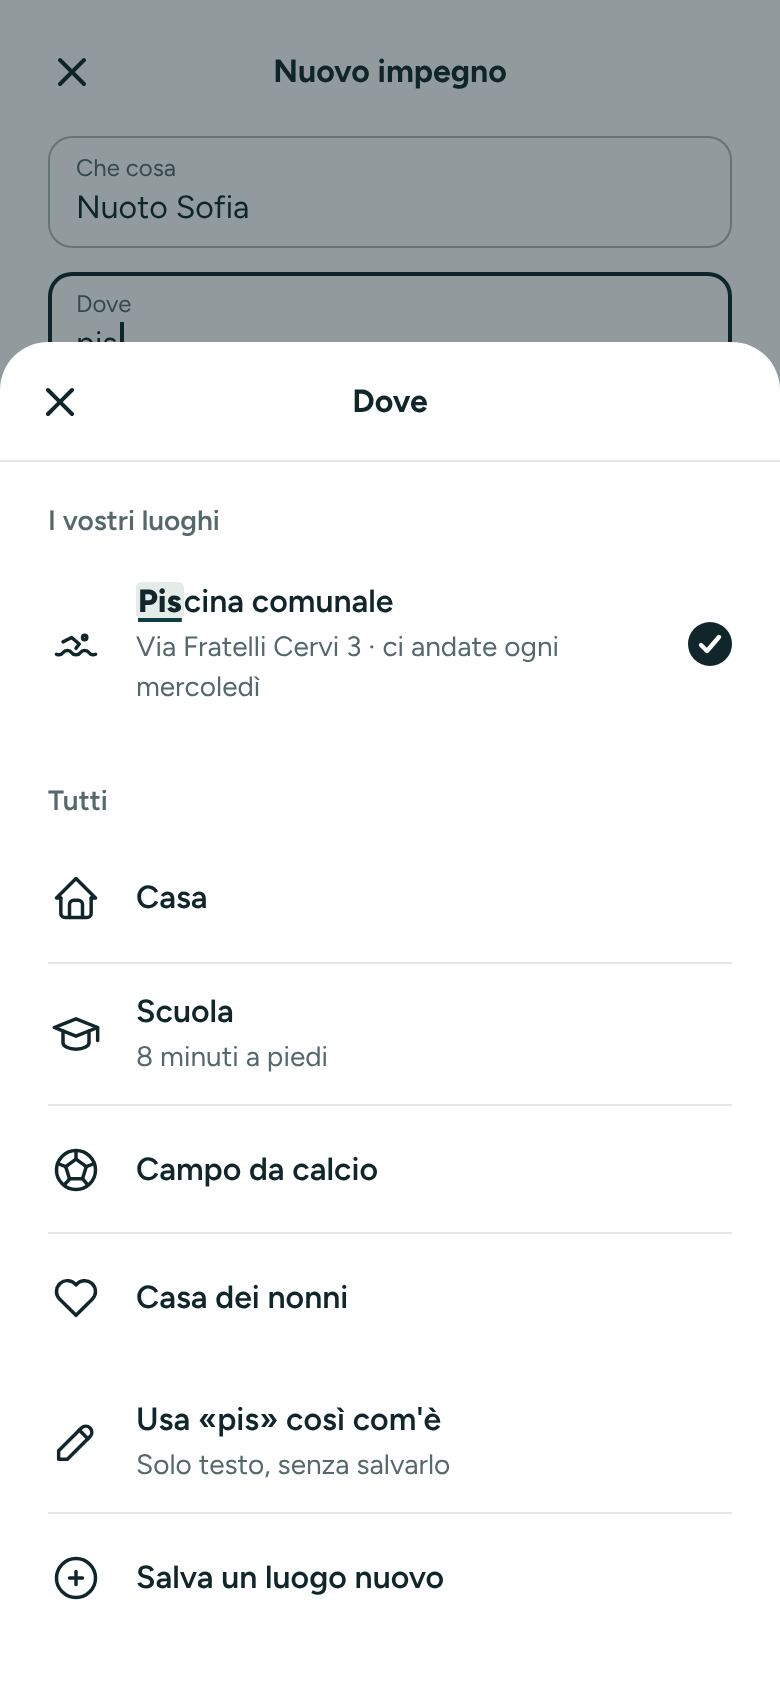 Nuovo impegno
Che cosa
Nuoto Sofia
Dove
pis
Dove
I vostri luoghi
Piscina comunale
Via Fratelli Cervi 3 · ci andate ogni
mercoledì
Tutti
Casa
Scuola
8 minuti a piedi
Campo da calcio
Casa dei nonni
Usa «pis» così com'è
Solo testo, senza salvarlo
Salva un luogo nuovo